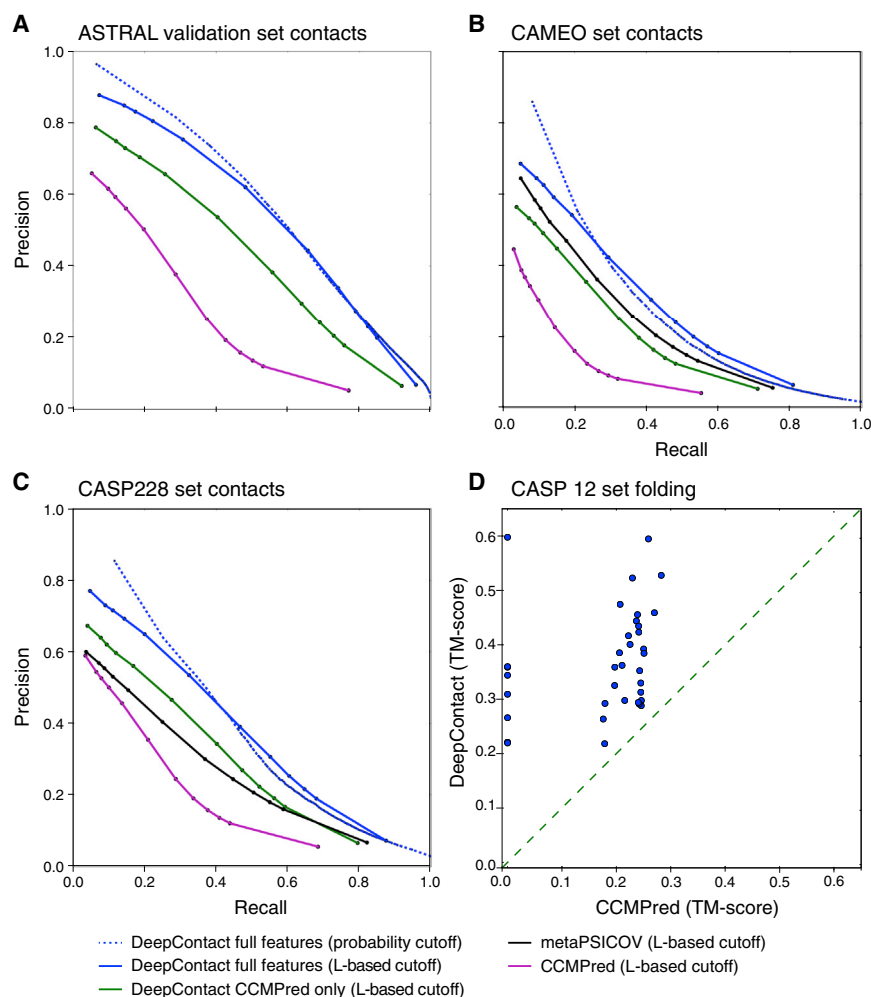 A ASTRAL validation set contacts
1.0
0.8
0.6
0.4
0.2
0.0
Precision
B CAMEO set contacts
0.0 0.2 0.4 0.6 0.8 1.0
Recall
C CASP228 set contacts
1.0
0.8
0.6
0.4
0.2
0.0
Precision
0.0 0.2 0.4 0.6 0.8 1.0
Recall
D CASP 12 set folding
0.6
0.5
0.4
0.3
0.2
0.1
0.0
DeepContact (TM-score)
0.0 0.1 0.2 0.3 0.4 0.5 0.6
CCMPred (TM-score)
DeepContact full features (probability cutoff)
DeepContact full features (L-based cutoff)
DeepContact CCMPred only (L-based cutoff)
metaPSICOV (L-based cutoff)
CCMPred (L-based cutoff)